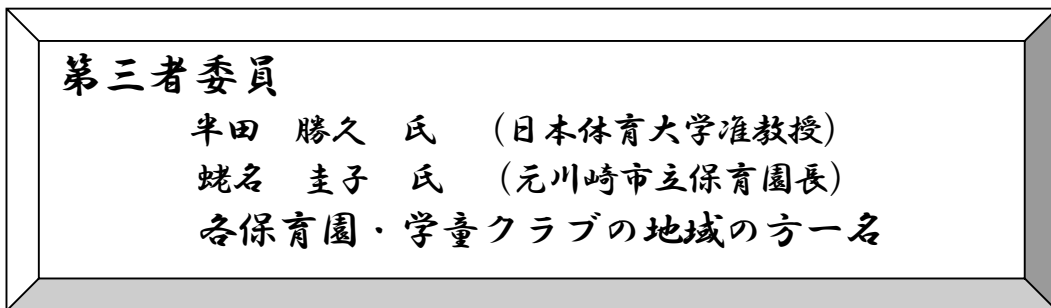 第三者委員
半田　勝久　氏　（日本体育大学准教授）
蛯名　圭子　氏　（元川崎市立保育園長）
各保育園・学童クラブの地域の方一名